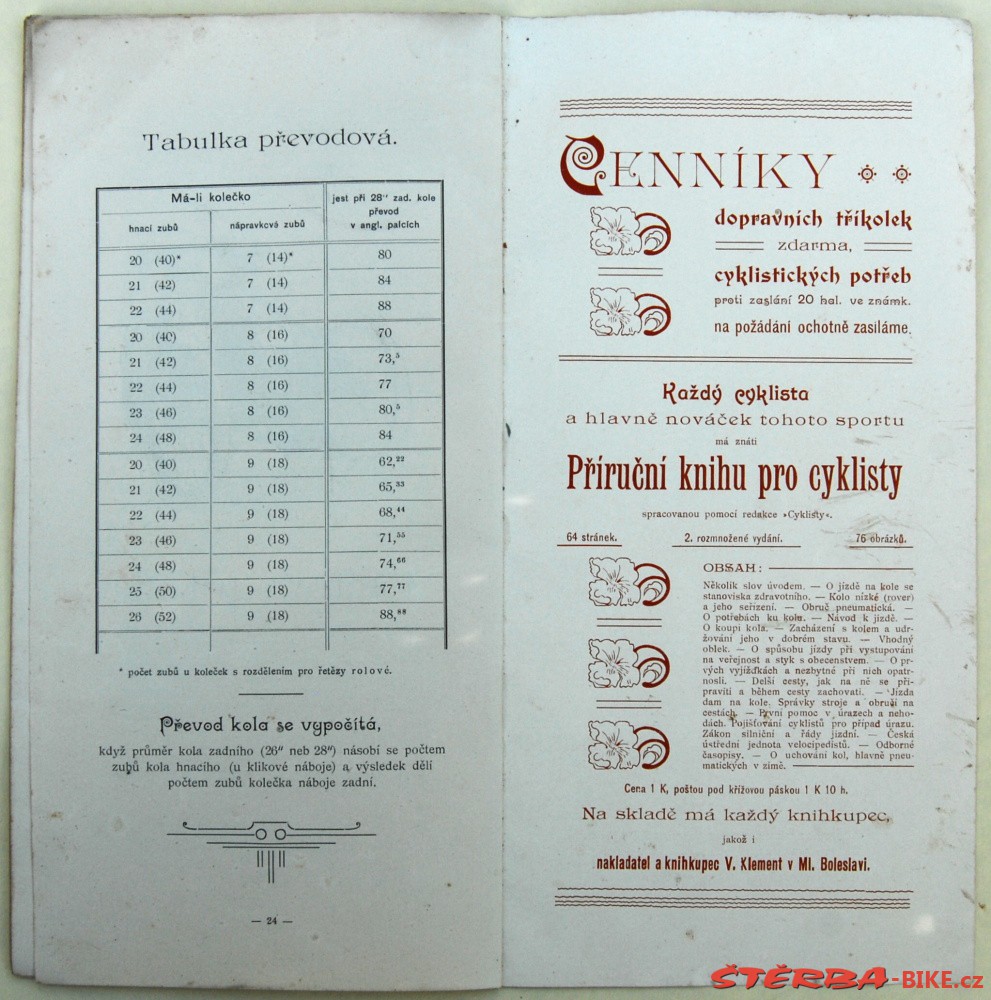 Tabulka převodová.
Má-li kolečko
jest při 28" zad. kole
převod
v angl. palcích
hnací zubů
nápravkové zubů
20 (40)* 7 (14)* 80
21 (42) 7 (14) 84
22 (44) 7 (14) 88
20 (40) 8 (16) 70
21 (42) 8 (16) 73,⁵
22 (44) 8 (16) 77
23 (46) 8 (16) 80,⁵
24 (48) 8 (16) 84
20 (40) 9 (18) 62,²²
21 (42) 9 (18) 65,³³
22 (44) 9 (18) 68,⁴⁴
23 (46) 9 (18) 71,⁵⁵
24 (48) 9 (18) 74,⁶⁶
25 (50) 9 (18) 77,⁷⁷
26 (52) 9 (18) 88,⁸⁸
* počet zubů u koleček s rozdělením pro řetězy rolové.
Převod kola se vypočítá,
když průměr kola zadního (26" neb 28") násobí se počtem
zubů kola hnacího (u klikové náboje) a výsledek dělí
počtem zubů kolečka náboje zadní.
— 24 —
CENNÍKY
dopravních tříkolek
zdarma,
cyklistických potřeb
proti zaslání 20 hal. ve známk.
na požádání ochotně zasíláme.
Každý cyklista
a hlavně nováček tohoto sportu
má znáti
Příruční knihu pro cyklisty
spracovanou pomocí redakce »Cyklisty«.
64 stránek. 2. rozmnožené vydání. 76 obrázků.
OBSAH:
Několik slov úvodem. — O jízdě na kole se
stanoviska zdravotního. — Kolo nízké (rover)
a jeho seřízení. — Obruč pneumatická. —
O potřebách ku kolu. — Návod k jízdě. —
O koupi kola. — Zacházení s kolem a udr-
žování jeho v dobrém stavu. — Vhodný
oblek. — O spůsobu jízdy při vystupování
na veřejnost a styk s obecenstvem. — O pr-
vých vyjížďkách a nezbytné při nich opatr-
nosti. — Delší cesty, jak na ně se při-
praviti a během cesty zachovati. — Jízda
dam na kole. Správky stroje a obručí na
cestách. — První pomoc v úrazech a neho-
dách. Pojišťování cyklistů pro případ úrazu.
Zákon silniční a řády jízdní. — Česká
ústřední jednota velocipedistů. — Odborné
časopisy. — O uchování kol, hlavně pneu-
matických v zimě.
Cena 1 K, poštou pod křížovou páskou 1 K 10 h.
Na skladě má každý knihkupec,
jakož i
nakladatel a knihkupec V. Klement v Ml. Boleslavi.
ŠTĚRBA-BIKE.cz